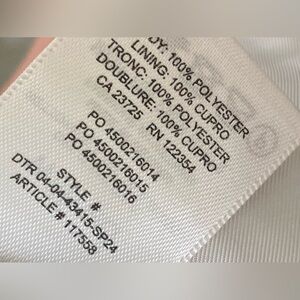 DY: 100% POLYESTER
LINING: 100% CUPRO
TRONC: 100% POLYESTER
DOUBLURE: 100% CUPRO
CA 23725 RN 122354
PO 4500216014
PO 4500216015
PO 4500216016
STYLE #
DTR 04-04-43415-SP24
ARTICLE # 117558